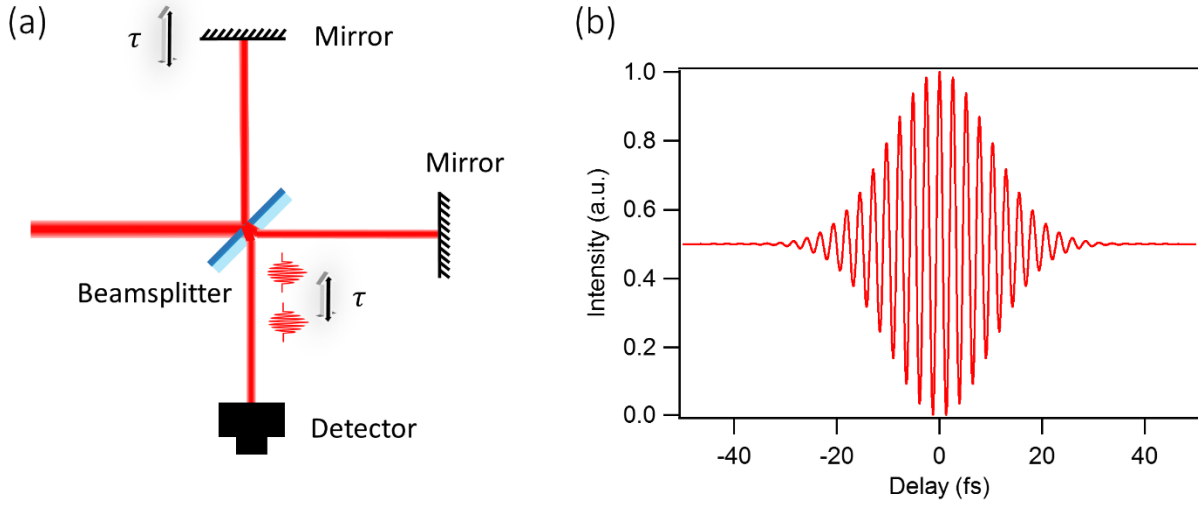 (a)
τ
Mirror
Mirror
Beamsplitter
τ
Detector
(b)
Intensity (a.u.)
1.0
0.8
0.6
0.4
0.2
0.0
-40
-20
0
20
40
Delay (fs)